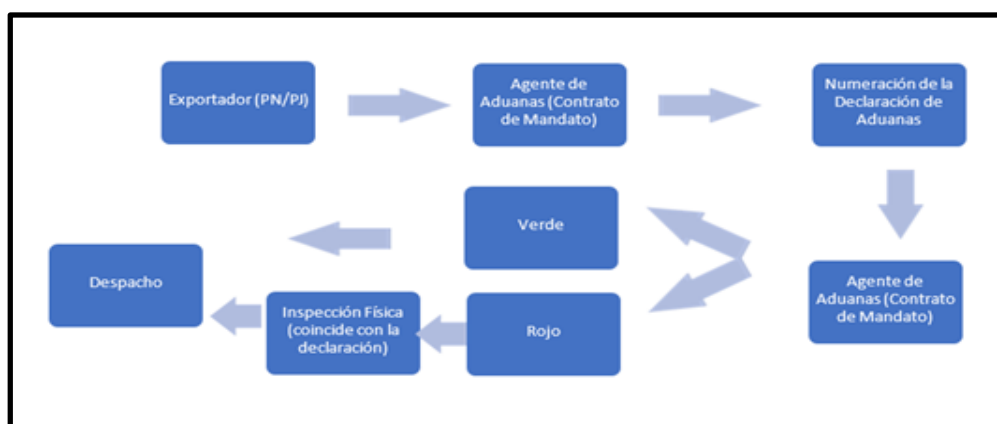 Exportador (PN/PJ)
Agente de
Aduanas (Contrato
de Mandato)
Numeración de la
Declaración de
Aduanas
Agente de
Aduanas (Contrato
de Mandato)
Verde
Rojo
Inspección Física
(coincide con la
declaración)
Despacho